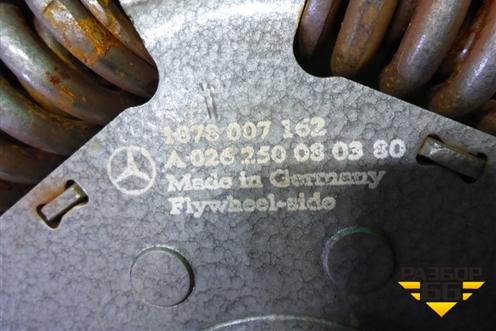 1878 007 162
A 026 250 08 03 80
Made in Germany
Flywheel-side
РАЗБОР
66